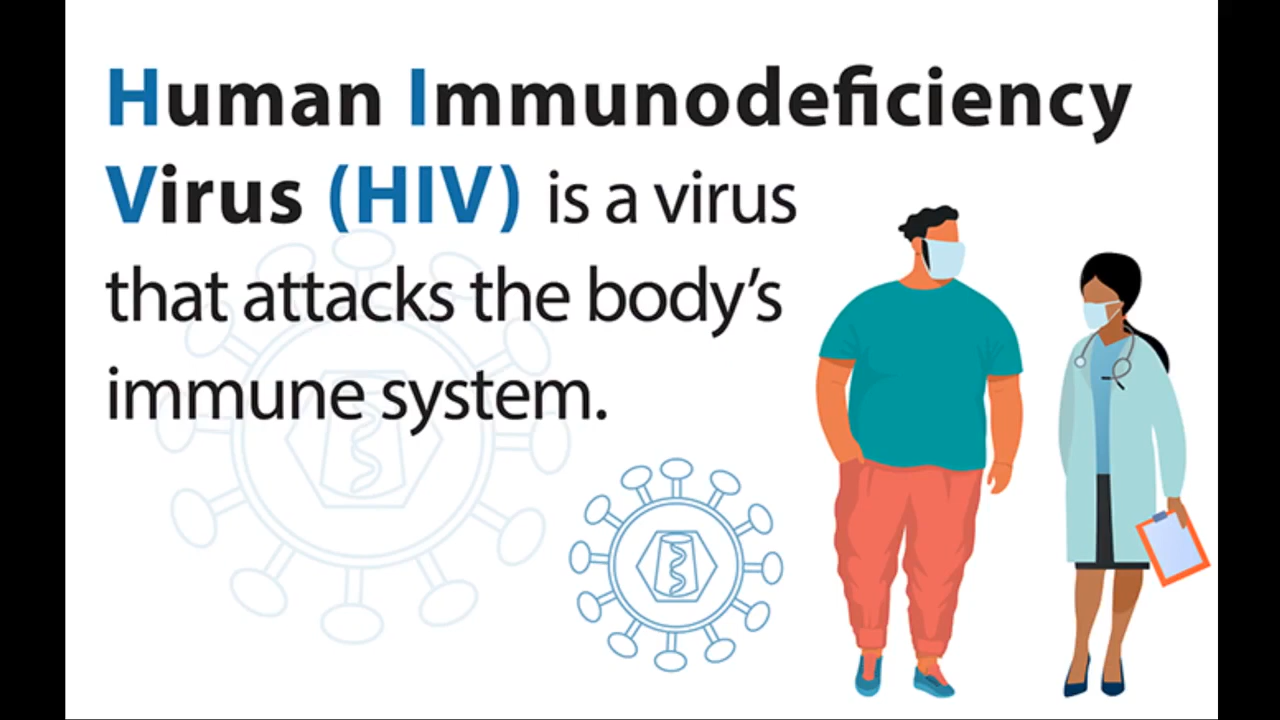 Human Immunodeficiency
Virus (HIV) is a virus
that attacks the body’s
immune system.